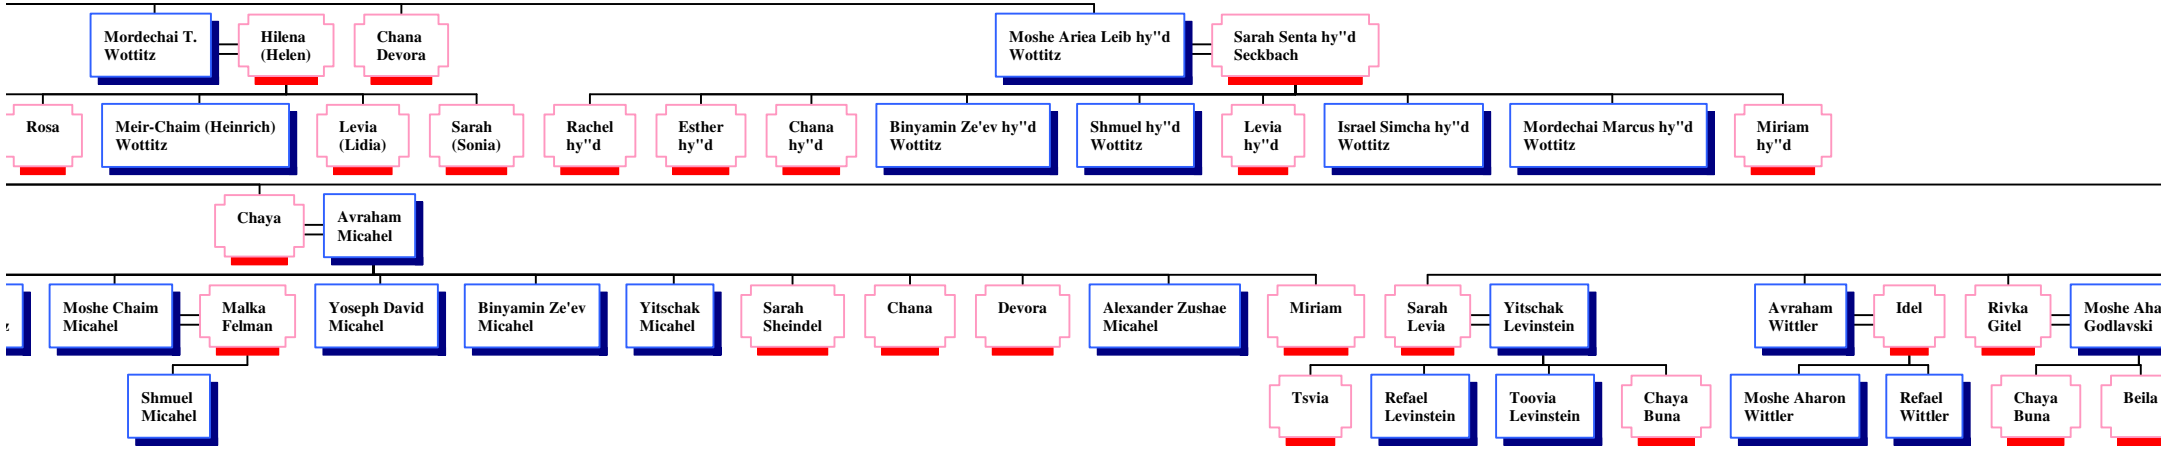 Mordechai T.
Wottitz
Hilena
(Helen)
Chana
Devora
Moshe Ariea Leib hy"d
Wottitz
Sarah Senta hy"d
Seckbach
Rosa
Meir-Chaim (Heinrich)
Wottitz
Levia
(Lidia)
Sarah
(Sonia)
Rachel
hy"d
Esther
hy"d
Chana
hy"d
Binyamin Ze'ev hy"d
Wottitz
Shmuel hy"d
Wottitz
Levia
hy"d
Israel Simcha hy"d
Wottitz
Mordechai Marcus hy"d
Wottitz
Miriam
hy"d
Chaya
Avraham
Micahel
Moshe Chaim
Micahel
Malka
Felman
Yoseph David
Micahel
Binyamin Ze'ev
Micahel
Yitschak
Micahel
Sarah
Sheindel
Chana
Devora
Alexander Zushae
Micahel
Miriam
Sarah
Levia
Yitschak
Levinstein
Avraham
Wittler
Idel
Rivka
Gitel
Moshe Aha
Godlavski
Shmuel
Micahel
Tsvia
Refael
Levinstein
Toovia
Levinstein
Chaya
Buna
Moshe Aharon
Wittler
Refael
Wittler
Chaya
Buna
Beila